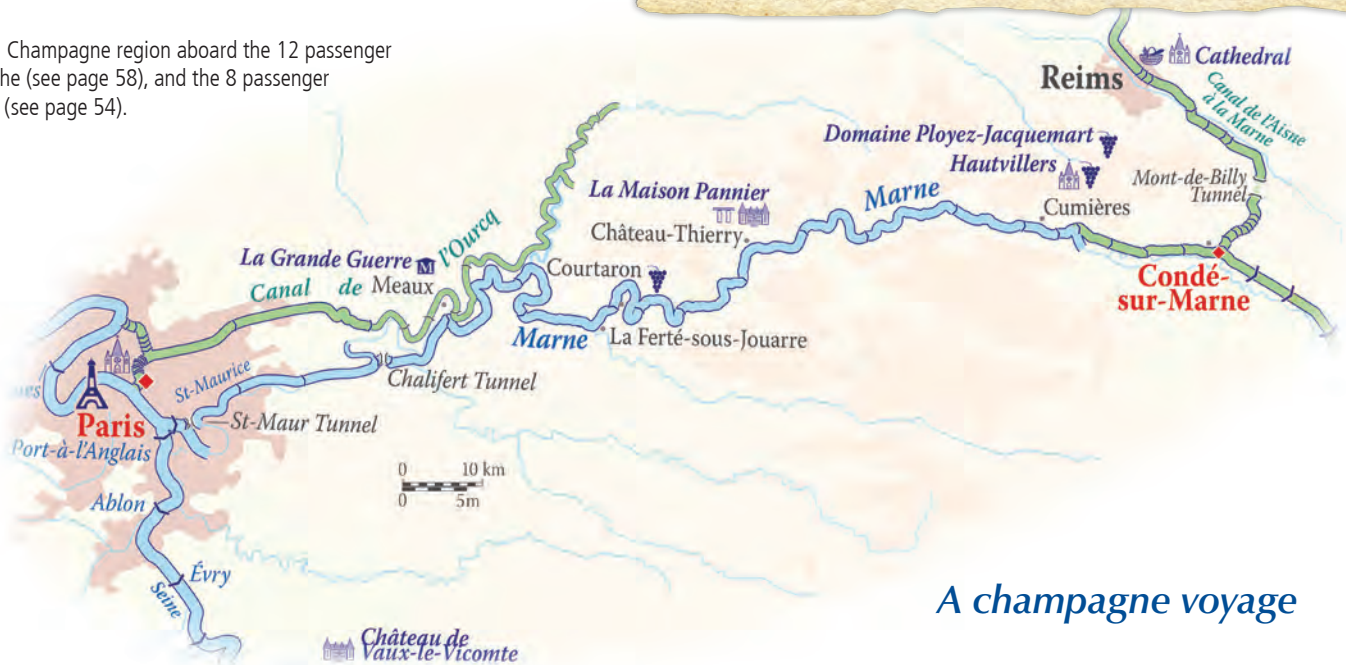 Champagne region aboard the 12 passenger
he (see page 58), and the 8 passenger
(see page 54).
Cathedral
Reims
Canal de l'Aisne
à la Marne
Domaine Ployez-Jacquemart
Hautvillers
Mont-de-Billy
Tunnel
La Maison Pannier
Marne
Cumières
Château-Thierry
La Grande Guerre
M
Canal de l'Ourcq
Meaux
Courtaron
Condé-
sur-Marne
Marne
La Ferté-sous-Jouarre
Chalifert Tunnel
St-Maurice
ues
Paris
St-Maur Tunnel
Port-à-l'Anglais
0 10 km
0 5m
Ablon
Évry
Seine
A champagne voyage
Château de
Vaux-le-Vicomte